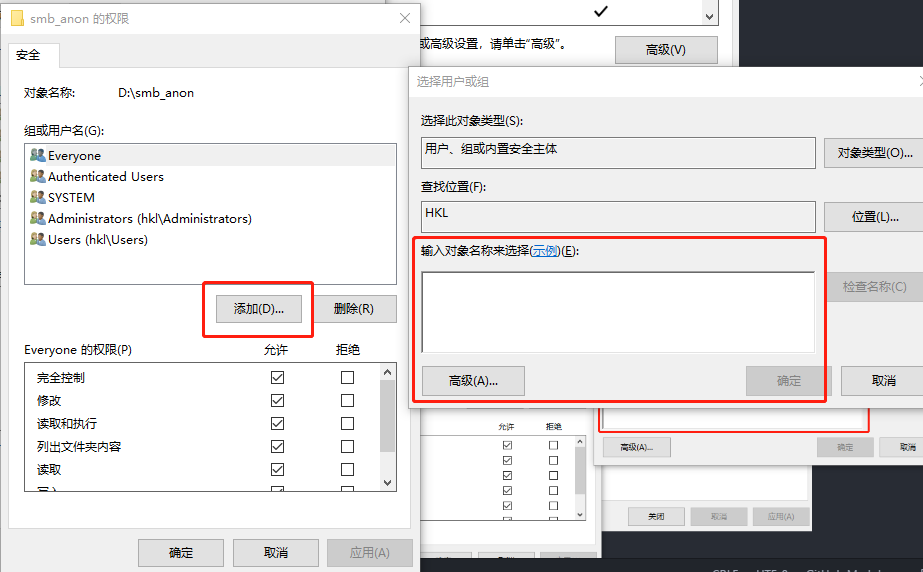 smb_anon 的权限
安全
对象名称: D:\smb_anon
组或用户名(G):
Everyone
Authenticated Users
SYSTEM
Administrators (hkl\Administrators)
Users (hkl\Users)
添加(D)...
删除(R)
Everyone 的权限(P) 允许 拒绝
完全控制
修改
读取和执行
列出文件夹内容
读取
确定
取消
应用(A)
或高级设置，请单击“高级”。
高级(V)
选择用户或组
选择此对象类型(S):
用户、组或内置安全主体
对象类型(O)...
查找位置(F):
HKL
位置(L)...
输入对象名称来选择(示例)(E):
检查名称(C)
高级(A)...
确定
取消
允许 拒绝
高级(A)...
确定
取消
关闭
取消
应用(A)